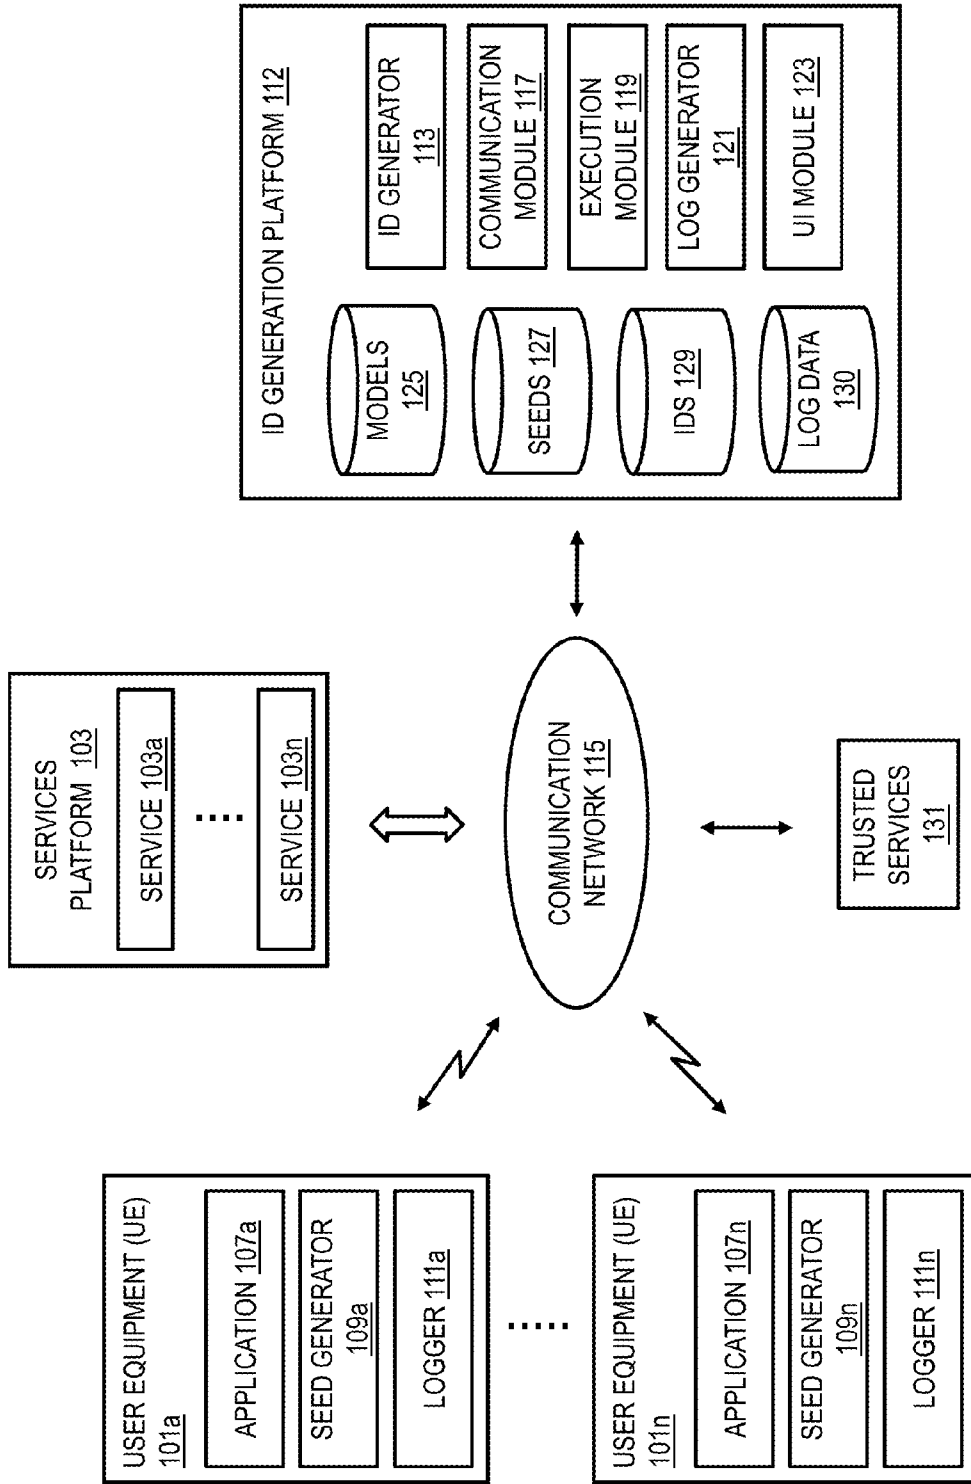 USER EQUIPMENT (UE)
101a
APPLICATION 107a
SEED GENERATOR
109a
LOGGER 111a
USER EQUIPMENT (UE)
101n
APPLICATION 107n
SEED GENERATOR
109n
LOGGER 111n
SERVICES
PLATFORM 103
SERVICE 103a
SERVICE 103n
COMMUNICATION
NETWORK 115
TRUSTED
SERVICES
131
ID GENERATION PLATFORM 112
MODELS
125
SEEDS 127
IDS 129
LOG DATA
130
ID GENERATOR
113
COMMUNICATION
MODULE 117
EXECUTION
MODULE 119
LOG GENERATOR
121
UI MODULE 123